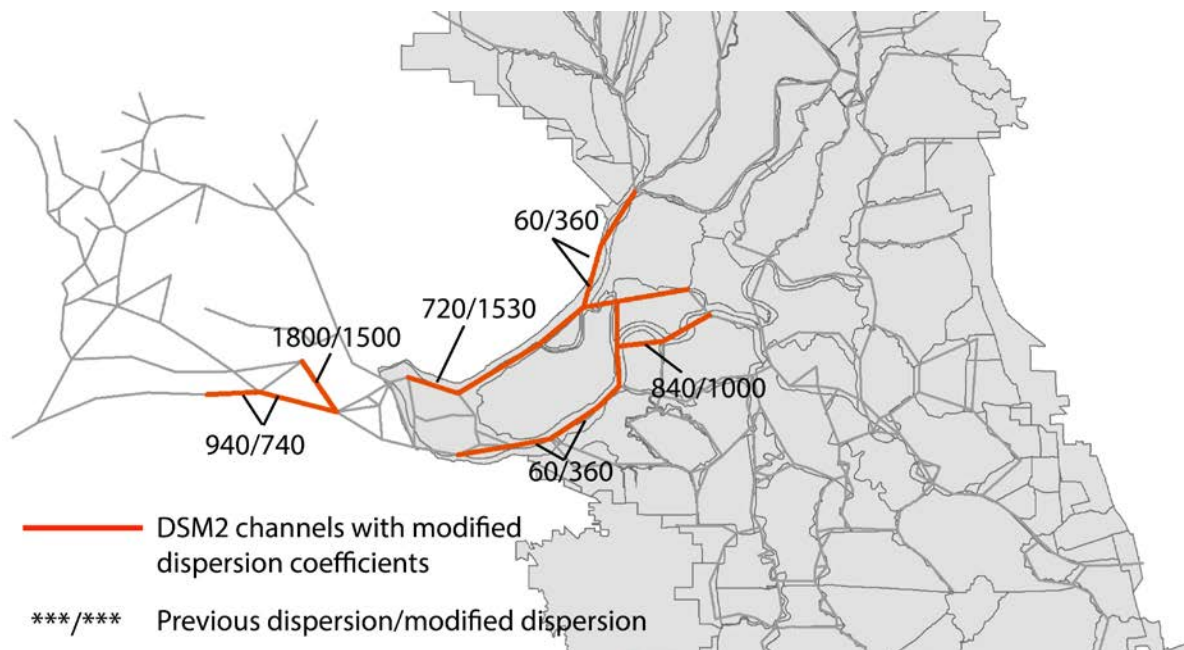 60/360
720/1530
1800/1500
840/1000
940/740
60/360
DSM2 channels with modified
dispersion coefficients
***/*** Previous dispersion/modified dispersion